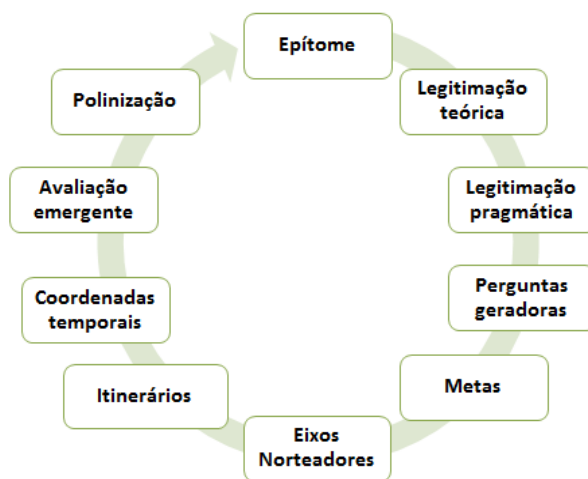 Epítome
Legitimação
teórica
Legitimação
pragmática
Perguntas
geradoras
Metas
Eixos
Norteadores
Itinerários
Coordenadas
temporais
Avaliação
emergente
Polinização